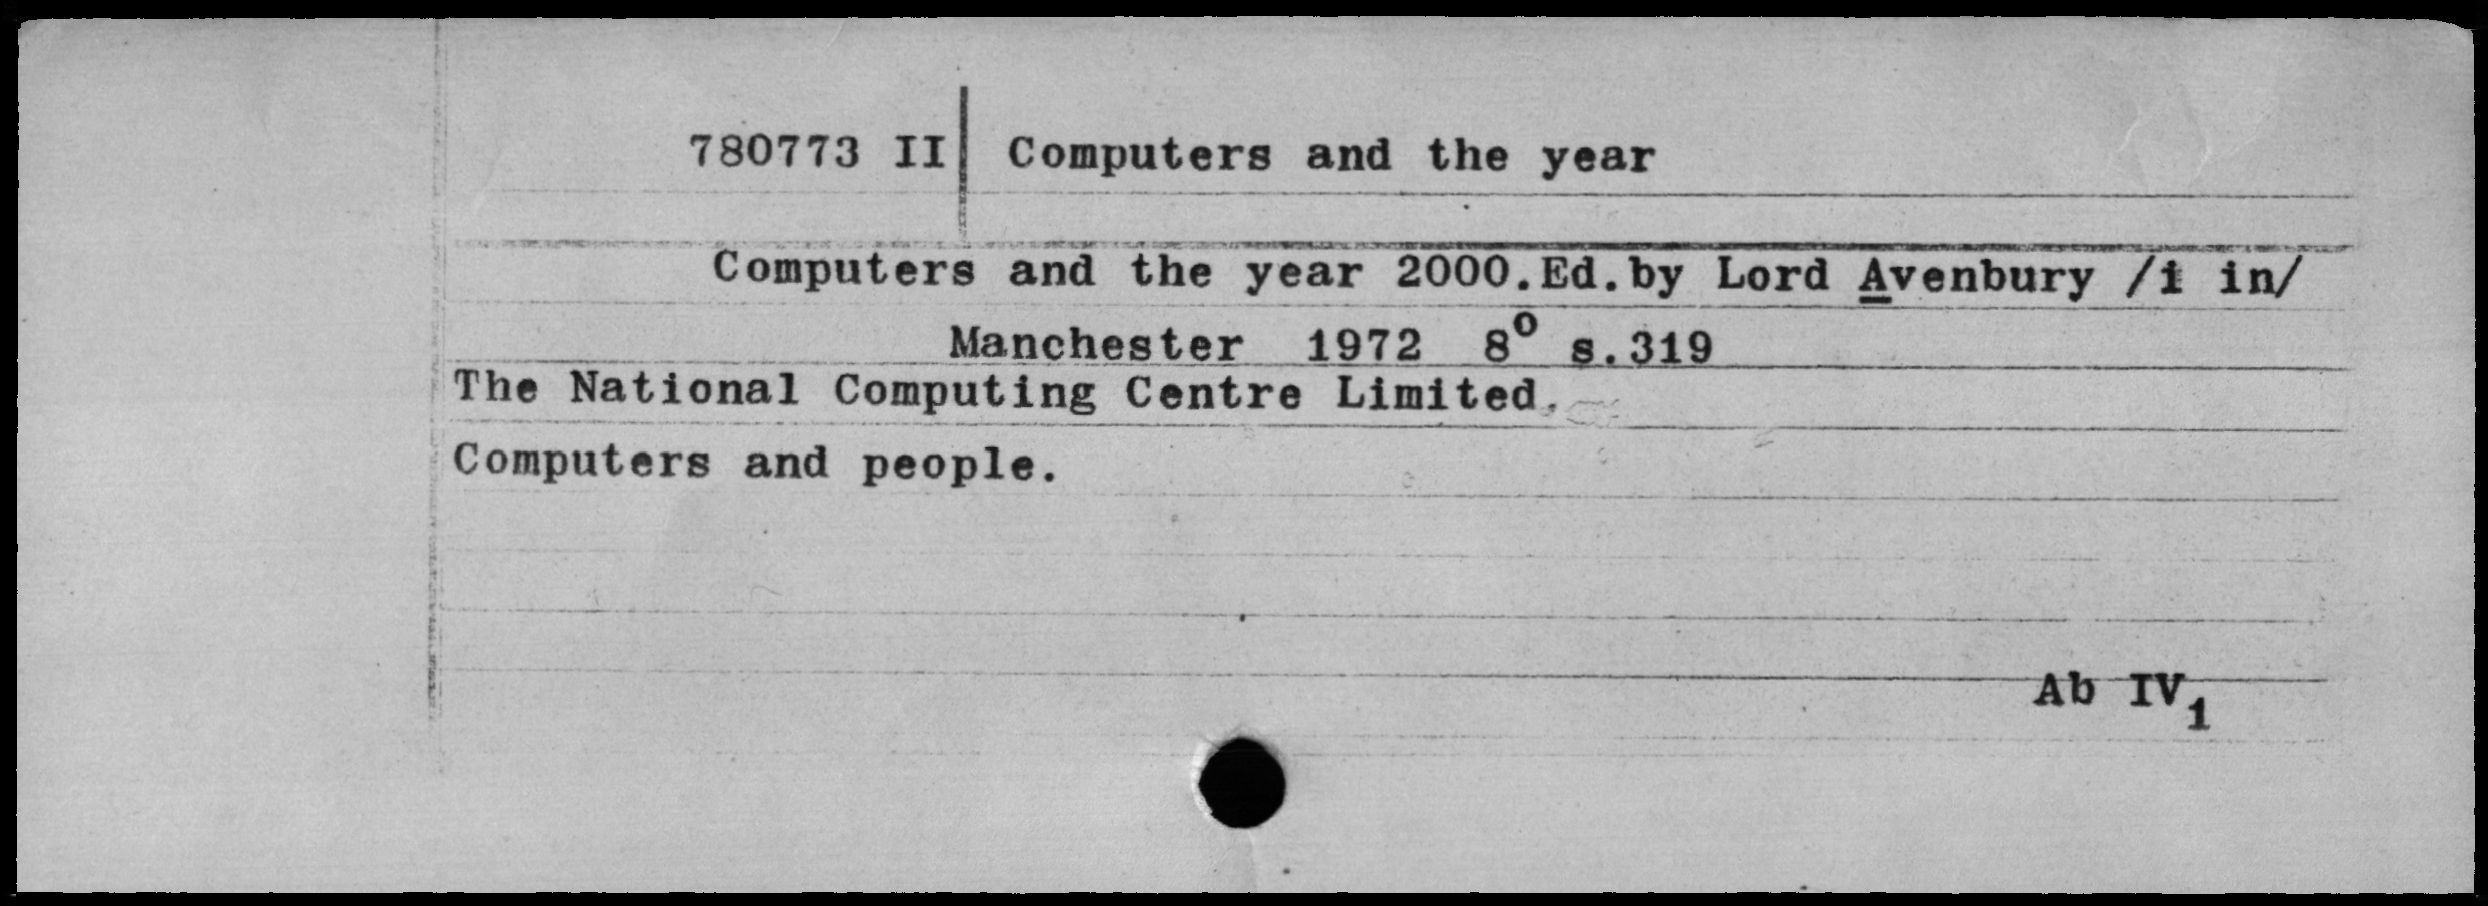 780773 II Computers and the year
Computers and the year 2000.Ed.by Lord Avenbury /i in/
Manchester 1972 8º s.319
The National Computing Centre Limited.
Computers and people.
Ab IV₁